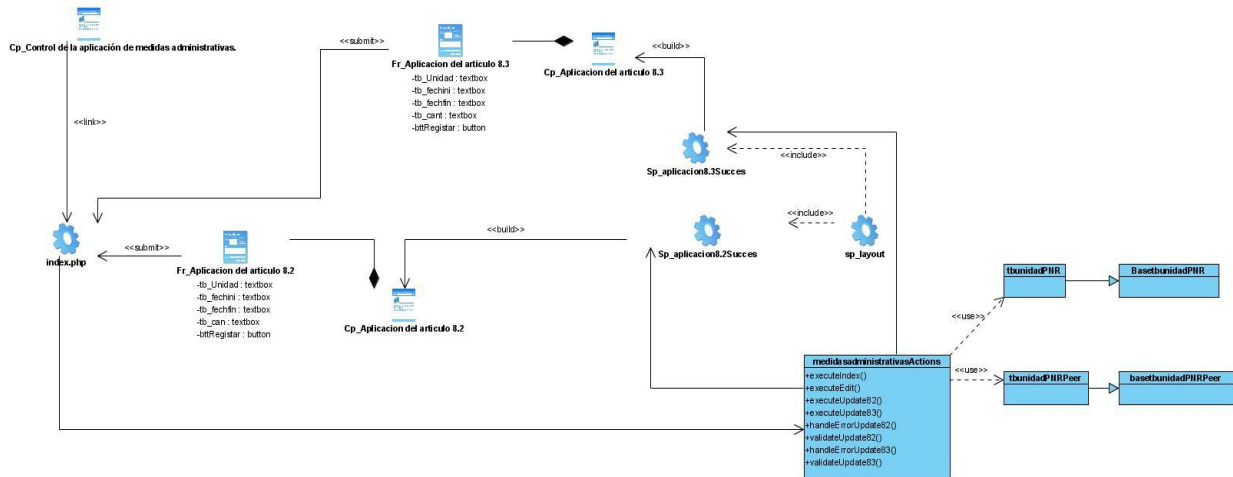 Cp_Control de la aplicación de medidas administrativas.
<<link>>
<<submit>>
Fr_Aplicacion del articulo 8.3
-tb_Unidad : textbox
-tb_fechini : textbox
-tb_fechfin : textbox
-tb_cant : textbox
-bttRegistar : button
Cp_Aplicacion del articulo 8.3
<<build>>
Sp_aplicacion8.3Succes
<<include>>
index.php
<<submit>>
Fr_Aplicacion del articulo 8.2
-tb_Unidad : textbox
-tb_fechini : textbox
-tb_fechfin : textbox
-tb_can : textbox
-bttRegistar : button
Cp_Aplicacion del articulo 8.2
<<build>>
Sp_aplicacion8.2Succes
<<include>>
sp_layout
medidasadministrativasActions
+executeIndex()
+executeEdit()
+executeUpdate82()
+executeUpdate83()
+handleErrorUpdate82()
+validateUpdate82()
+handleErrorUpdate83()
+validateUpdate83()
<<use>>
<<use>>
tbunidadPNR
BasetbunidadPNR
tbunidadPNRPeer
basetbunidadPNRPeer